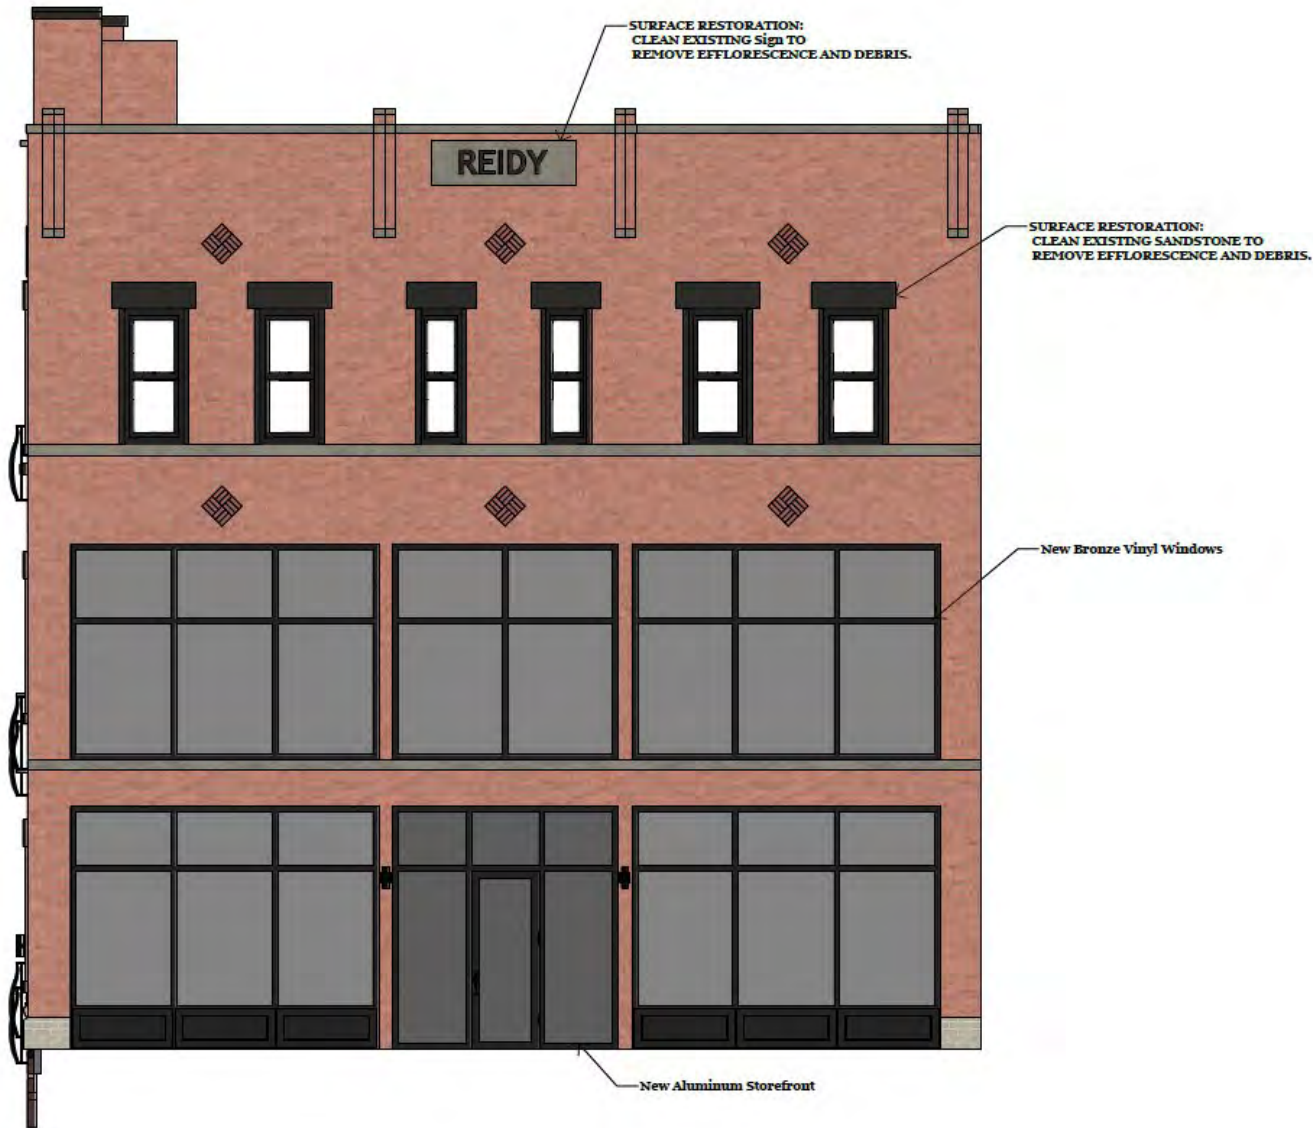 SURFACE RESTORATION:
CLEAN EXISTING Sign TO
REMOVE EFFLORESCENCE AND DEBRIS.
REIDY
SURFACE RESTORATION:
CLEAN EXISTING SANDSTONE TO
REMOVE EFFLORESCENCE AND DEBRIS.
New Bronze Vinyl Windows
New Aluminum Storefront